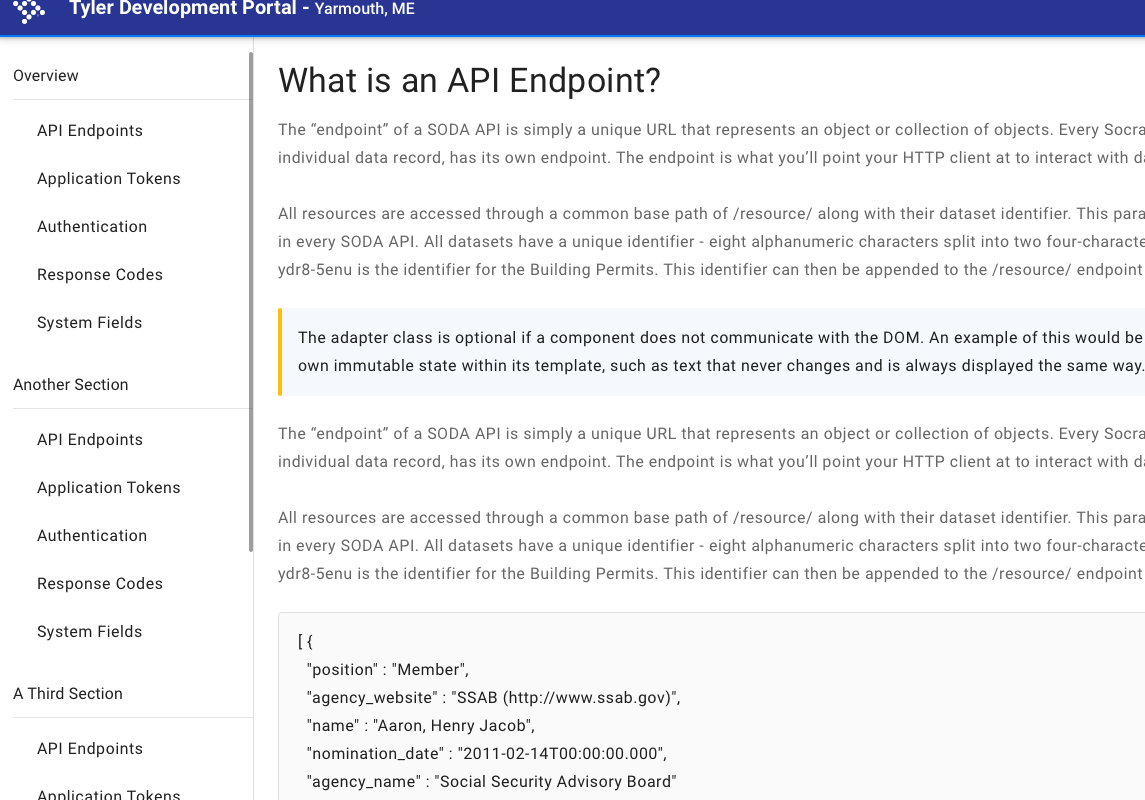 Tyler Development Portal - Yarmouth, ME
Overview
API Endpoints
Application Tokens
Authentication
Response Codes
System Fields
Another Section
API Endpoints
Application Tokens
Authentication
Response Codes
System Fields
A Third Section
API Endpoints
Application Tokens
What is an API Endpoint?
The “endpoint” of a SODA API is simply a unique URL that represents an object or collection of objects. Every Socra
individual data record, has its own endpoint. The endpoint is what you’ll point your HTTP client at to interact with da
All resources are accessed through a common base path of /resource/ along with their dataset identifier. This para
in every SODA API. All datasets have a unique identifier - eight alphanumeric characters split into two four-characte
ydr8-5enu is the identifier for the Building Permits. This identifier can then be appended to the /resource/ endpoint
The adapter class is optional if a component does not communicate with the DOM. An example of this would be
own immutable state within its template, such as text that never changes and is always displayed the same way.
The “endpoint” of a SODA API is simply a unique URL that represents an object or collection of objects. Every Socra
individual data record, has its own endpoint. The endpoint is what you’ll point your HTTP client at to interact with da
All resources are accessed through a common base path of /resource/ along with their dataset identifier. This para
in every SODA API. All datasets have a unique identifier - eight alphanumeric characters split into two four-characte
ydr8-5enu is the identifier for the Building Permits. This identifier can then be appended to the /resource/ endpoint
[ {
"position" : "Member",
"agency_website" : "SSAB (http://www.ssab.gov)",
"name" : "Aaron, Henry Jacob",
"nomination_date" : "2011-02-14T00:00:00.000",
"agency_name" : "Social Security Advisory Board"